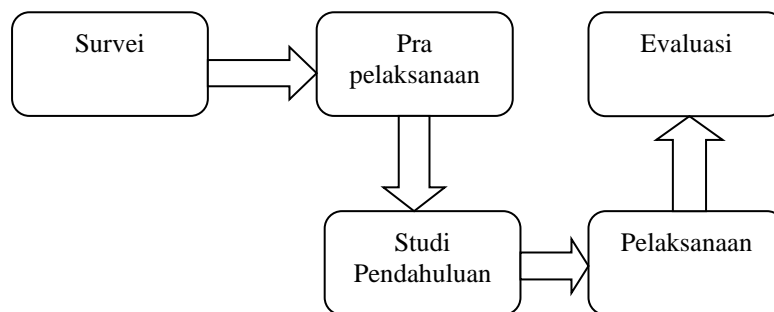 Survei
Pra
pelaksanaan
Studi
Pendahuluan
Pelaksanaan
Evaluasi